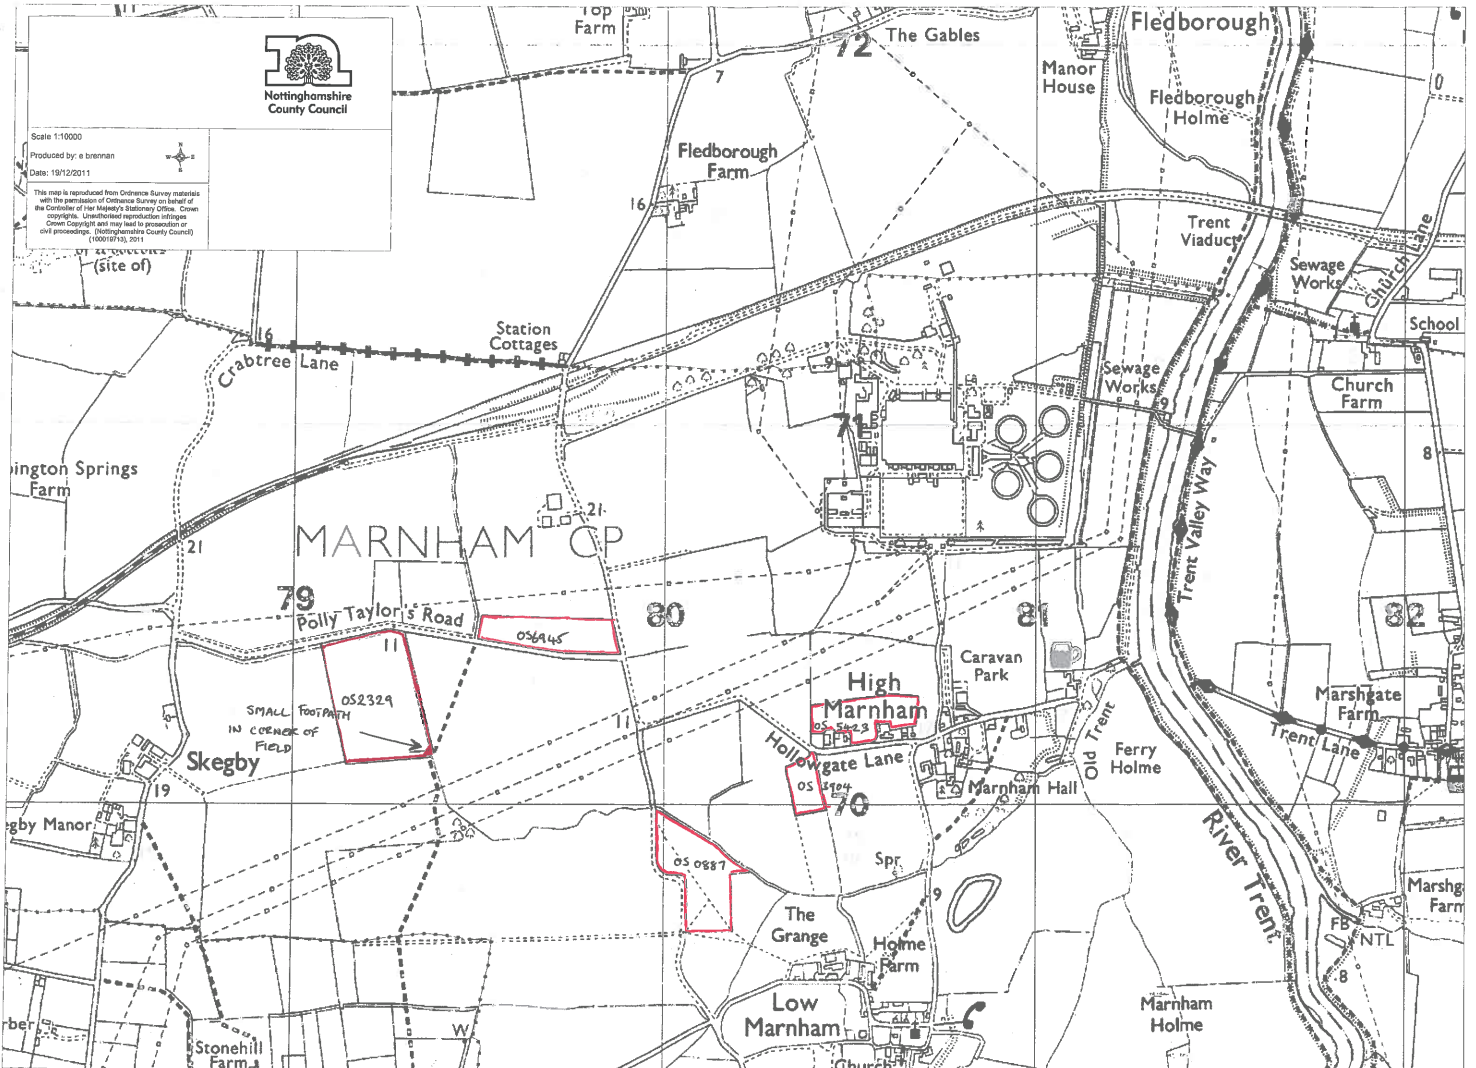 Nottinghamshire
County Council
Scale 1:10000
Produced by: e brennan
Date: 19/12/2011
N
W E
S
This map is reproduced from Ordnance Survey materials
with the permission of Ordnance Survey on behalf of
the Controller of Her Majesty's Stationery Office. Crown
copyrights. Unauthorised reproduction infringes
Crown Copyright and may lead to prosecution or
civil proceedings. (Nottinghamshire County Council)
(100019713), 2011
(site of)
11
Top
Farm
72
The Gables
7
Fledborough
Manor
House
Fledborough
Holme
0
Fledborough
Farm
16
Trent
Viaduct
Sewage
Works
Church Lane
School
16
Crabtree Lane
Station
Cottages
9
Sewage
Works
9
Church
Farm
71
5
8
ington Springs
Farm
21
21
MARNHAM CP
Trent Valley Way
79
Polly Taylor's Road
80
81
82
OS6945
11
OS2329
SMALL FOOTPATH
IN CORNER OF
FIELD
Caravan
Park
High
Marnham
OS 5623
Marshgate
Farm
Trent Lane
11
Hollowgate Lane
Old Trent
Ferry
Holme
Skegby
19
OS 3904
70
Marnham Hall
gby Manor
OS 0887
Spr
River Trent
9
Marshg
Farm
The
Grange
Holme
Farm
FB
NTL
8
Low
Marnham
Marnham
Holme
rber
W
Stonehill
Farm
Church